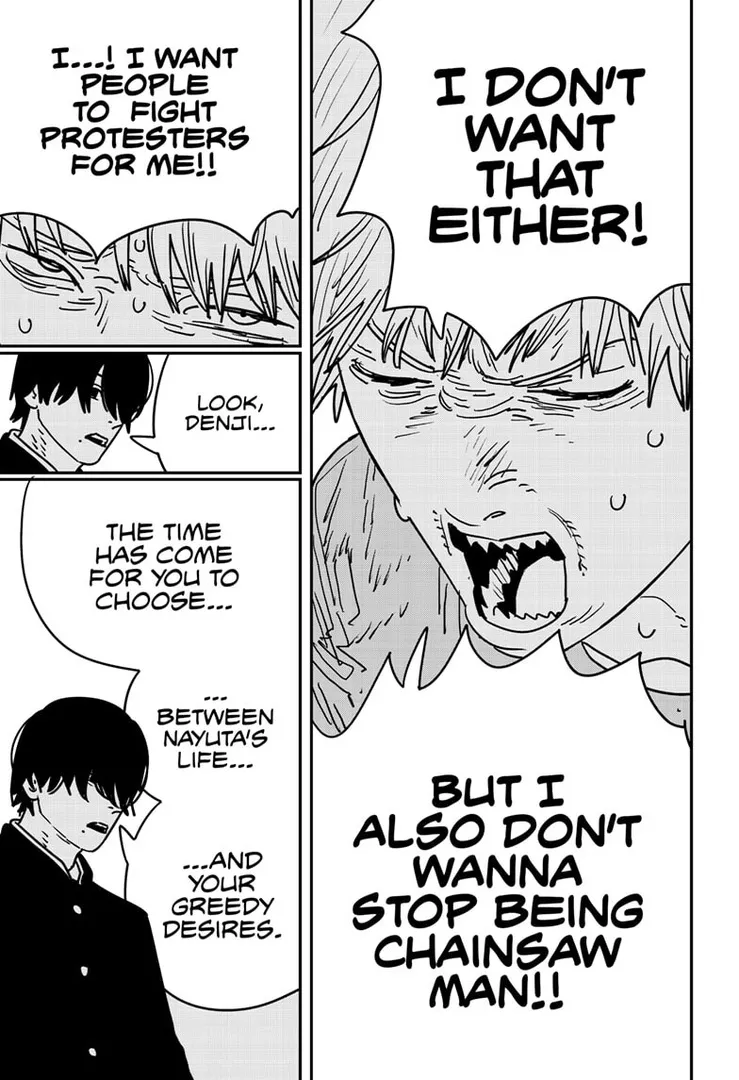 I DON'T
WANT
THAT
EITHER!
BUT I
ALSO DON'T
WANNA
STOP BEING
CHAINSAW
MAN!!
I...! I WANT
PEOPLE
TO FIGHT
PROTESTERS
FOR ME!!
LOOK,
DENJI...
THE TIME
HAS COME
FOR YOU TO
CHOOSE...
...
BETWEEN
NAYUTA'S
LIFE...
...AND
YOUR
GREEDY
DESIRES.